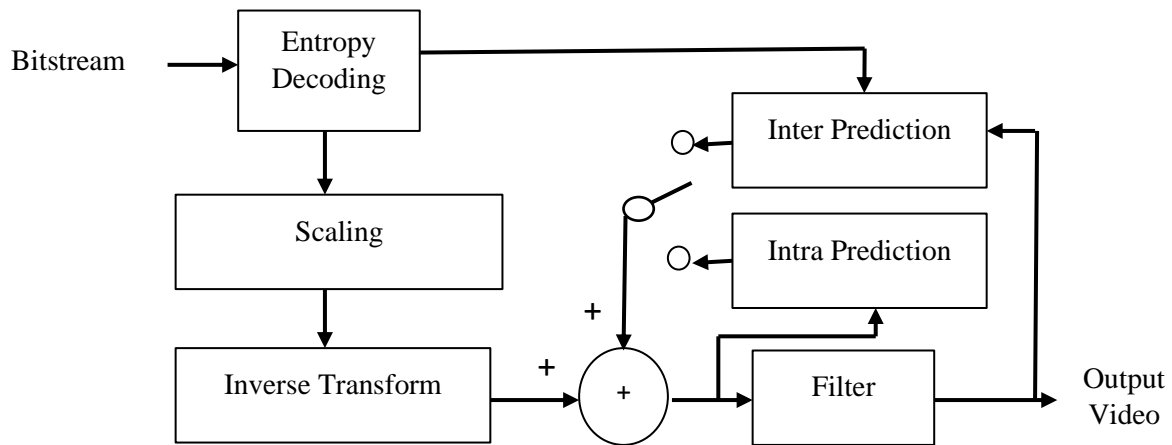 Bitstream
Entropy
Decoding
Inter Prediction
Scaling
Intra Prediction
+
Inverse Transform
+
+
Filter
Output
Video